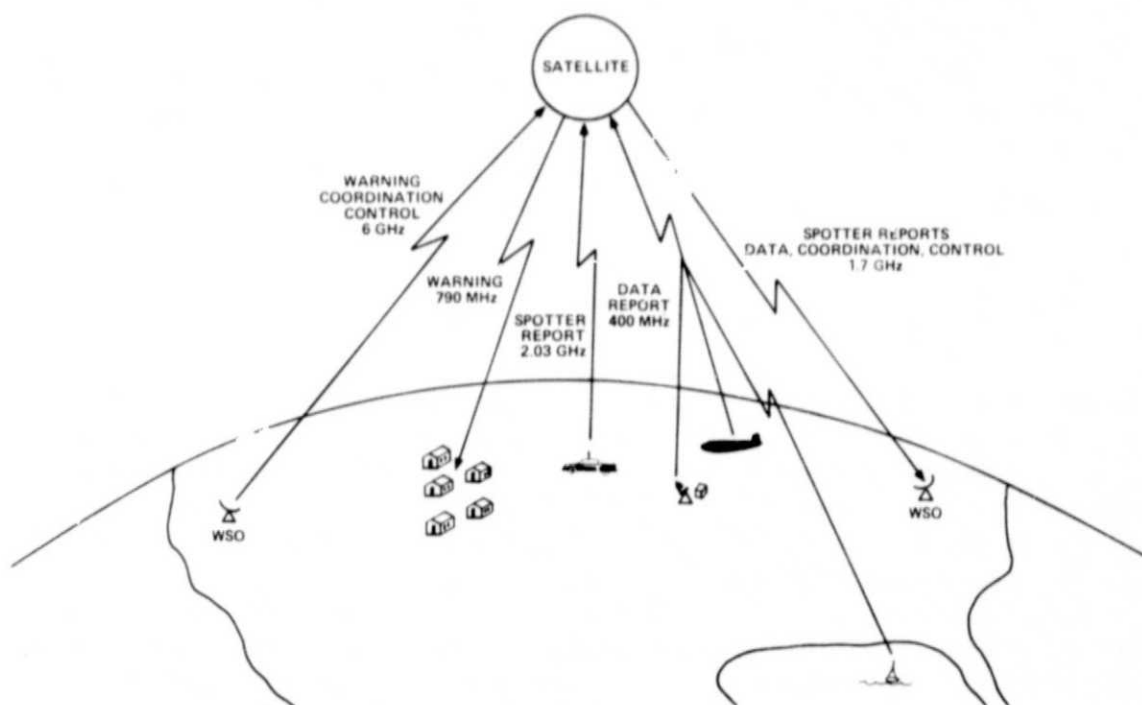 SATELLITE
WARNING
COORDINATION
CONTROL
6 GHz
WARNING
790 MHz
SPOTTER
REPORT
2.03 GHz
DATA
REPORT
400 MHz
SPOTTER REPORTS
DATA, COORDINATION, CONTROL
1.7 GHz
WSO
WSO